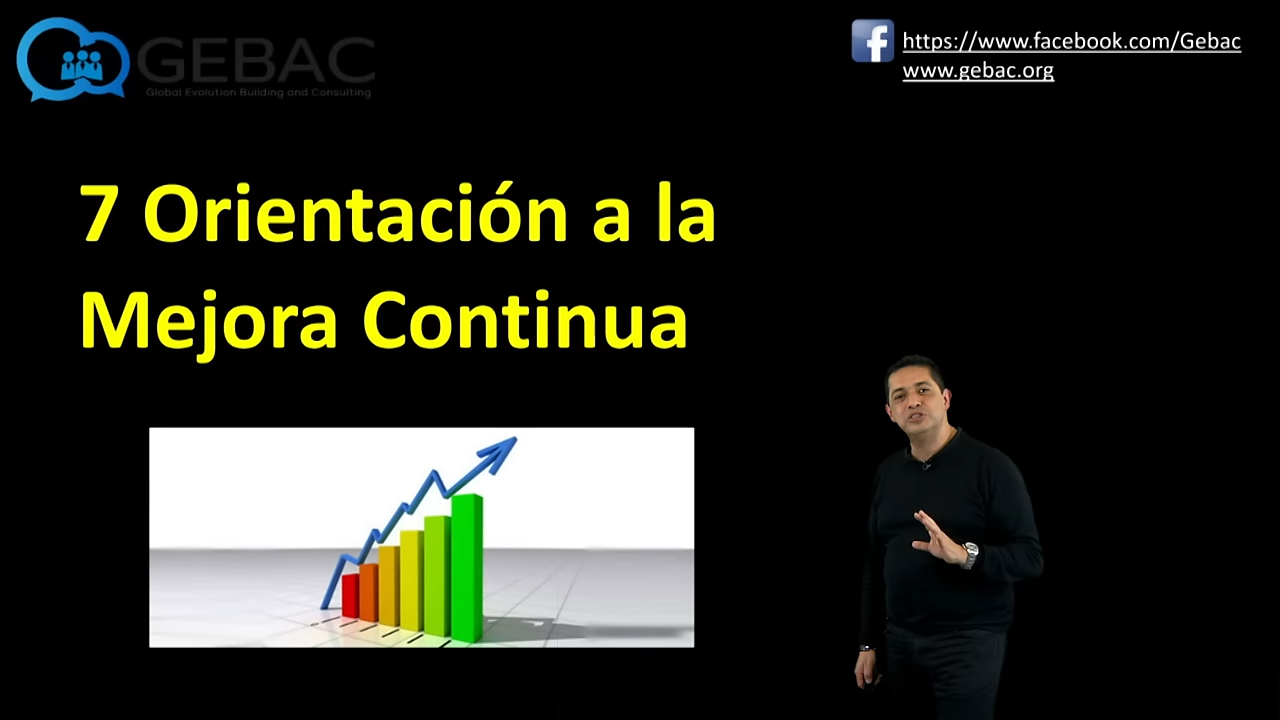 GEBAC
Global Evolution Building and Consulting
https://www.facebook.com/Gebac
www.gebac.org
7 Orientación a la
Mejora Continua